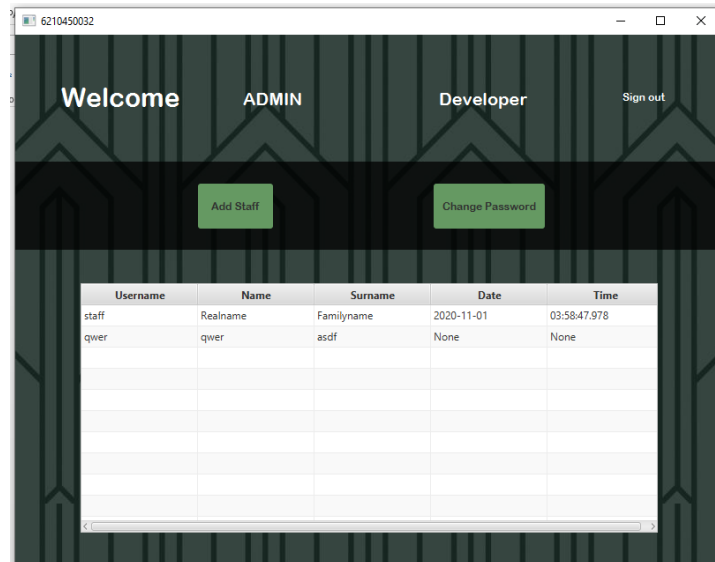 6210450032
Welcome ADMIN Developer Sign out
Add Staff Change Password
Username Name Surname Date Time
staff Realname Familyname 2020-11-01 03:58:47.978
qwer qwer asdf None None